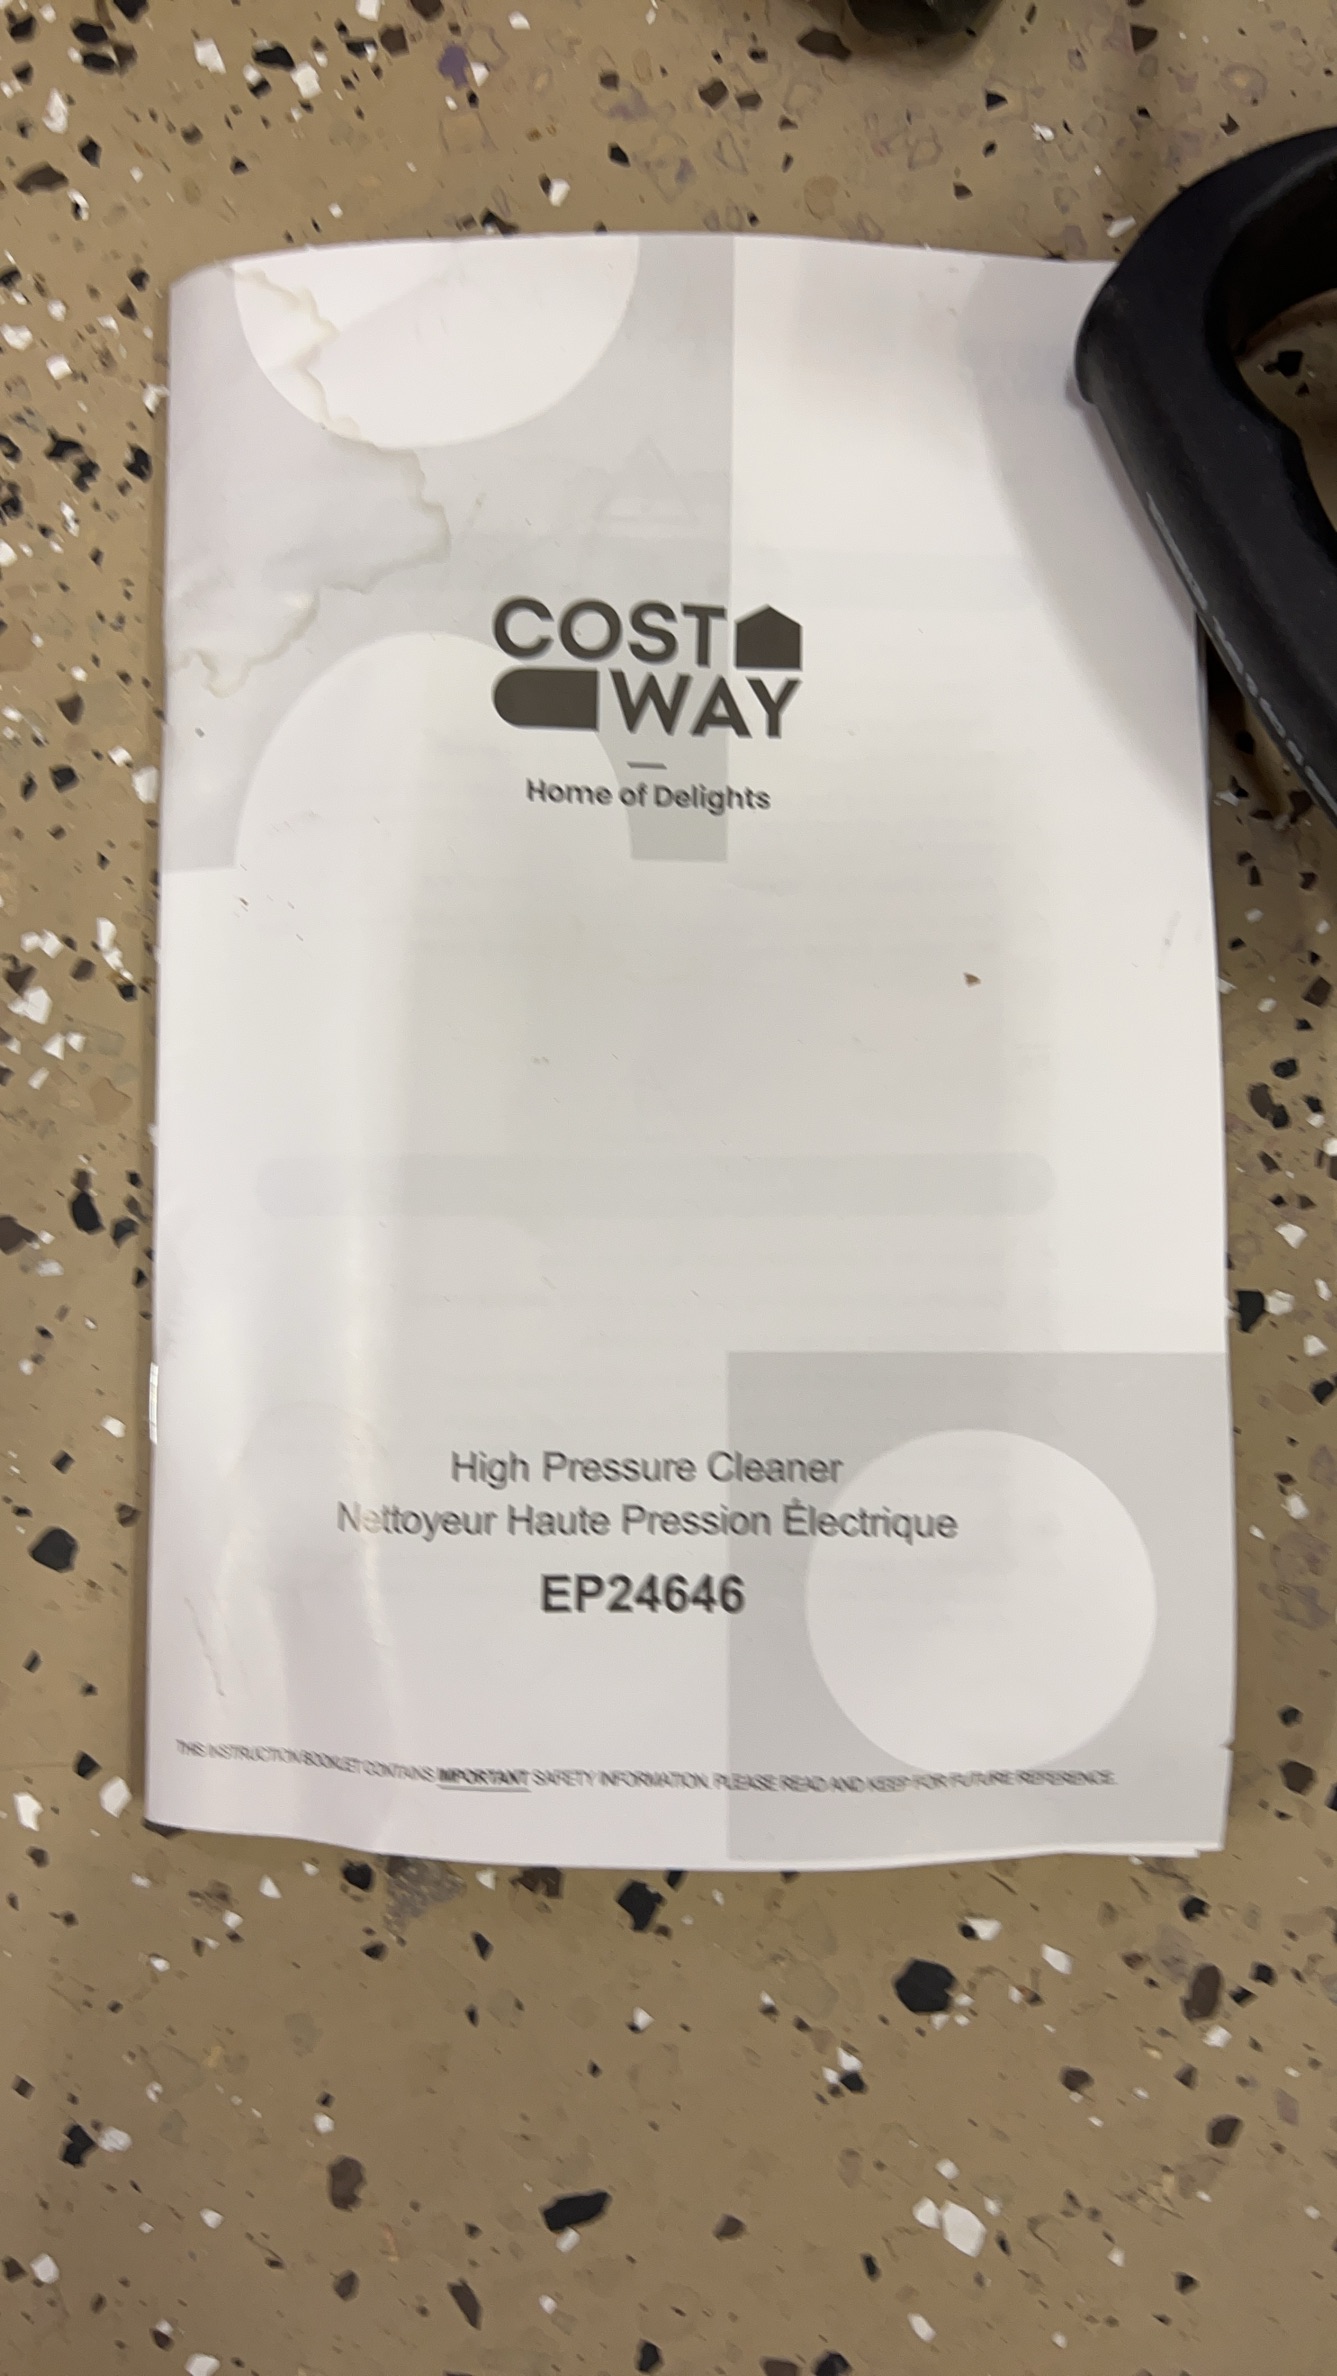 COST
WAY
Home of Delights
High Pressure Cleaner
Nettoyeur Haute Pression Électrique
EP24646
THIS INSTRUCTION BOOKLET CONTAINS IMPORTANT SAFETY INFORMATION. PLEASE READ AND KEEP FOR FUTURE REFERENCE.